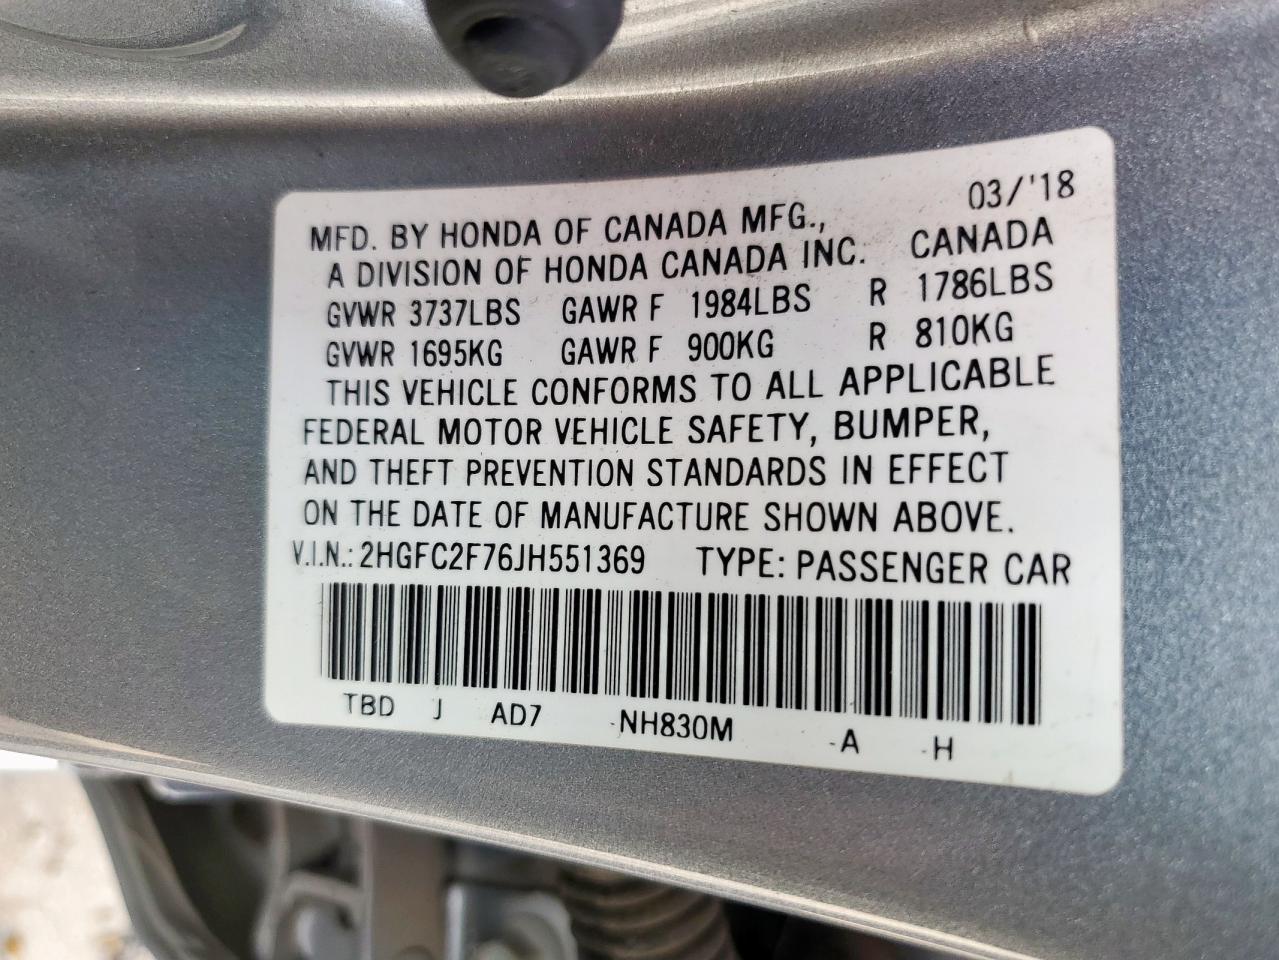 03/'18
MFD. BY HONDA OF CANADA MFG.,
A DIVISION OF HONDA CANADA INC. CANADA
GVWR 3737LBS GAWR F 1984LBS R 1786LBS
GVWR 1695KG GAWR F 900KG R 810KG
THIS VEHICLE CONFORMS TO ALL APPLICABLE
FEDERAL MOTOR VEHICLE SAFETY, BUMPER,
AND THEFT PREVENTION STANDARDS IN EFFECT
ON THE DATE OF MANUFACTURE SHOWN ABOVE.
V.I.N.: 2HGFC2F76JH551369 TYPE: PASSENGER CAR
TBD J AD7 -NH830M -A -H